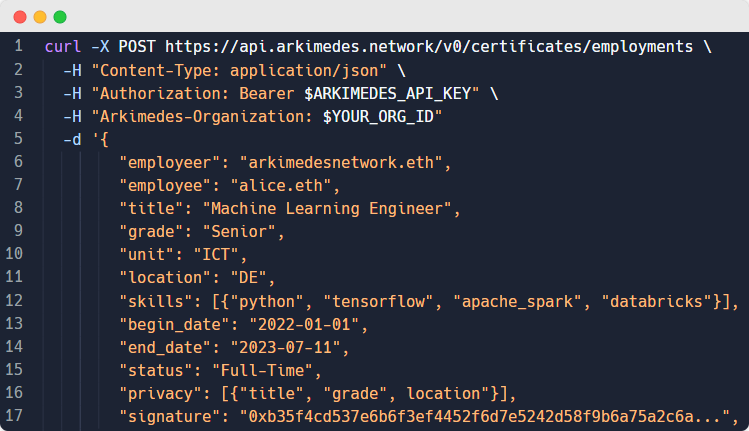 1 curl -X POST https://api.arkimedes.network/v0/certificates/employments \
2 -H "Content-Type: application/json" \
3 -H "Authorization: Bearer $ARKIMEDES_API_KEY" \
4 -H "Arkimedes-Organization: $YOUR_ORG_ID"
5 -d '{
6 "employeer": "arkimedesnetwork.eth",
7 "employee": "alice.eth",
8 "title": "Machine Learning Engineer",
9 "grade": "Senior",
10 "unit": "ICT",
11 "location": "DE",
12 "skills": [{"python", "tensorflow", "apache_spark", "databricks"}],
13 "begin_date": "2022-01-01",
14 "end_date": "2023-07-11",
15 "status": "Full-Time",
16 "privacy": [{"title", "grade", location"}],
17 "signature": "0xb35f4cd537e6b6f3ef4452f6d7e5242d58f9b6a75a2c6a...",